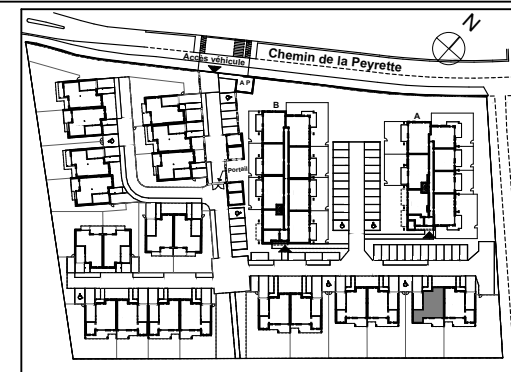 N
Chemin de la Peyrette
Accès véhicule
A P
B
A
Portail